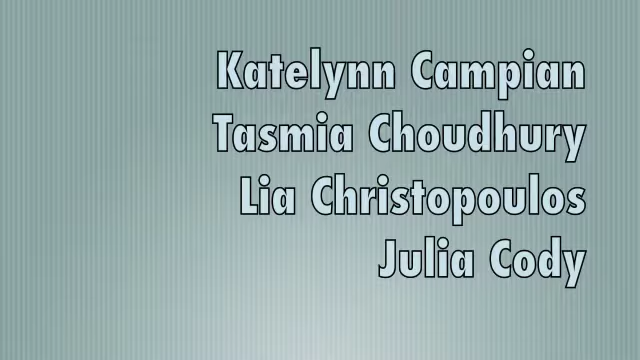 Katelynn Campian
Tasmia Choudhury
Lia Christopoulos
Julia Cody